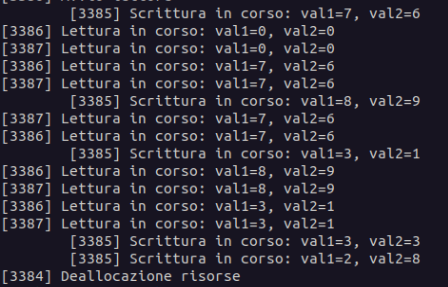 [3385] Scrittura in corso: val1=7, val2=6
[3386] Lettura in corso: val1=0, val2=0
[3387] Lettura in corso: val1=0, val2=0
[3386] Lettura in corso: val1=7, val2=6
[3387] Lettura in corso: val1=7, val2=6
[3385] Scrittura in corso: val1=8, val2=9
[3387] Lettura in corso: val1=7, val2=6
[3386] Lettura in corso: val1=7, val2=6
[3385] Scrittura in corso: val1=3, val2=1
[3386] Lettura in corso: val1=8, val2=9
[3387] Lettura in corso: val1=8, val2=9
[3386] Lettura in corso: val1=3, val2=1
[3387] Lettura in corso: val1=3, val2=1
[3385] Scrittura in corso: val1=3, val2=3
[3385] Scrittura in corso: val1=2, val2=8
[3384] Deallocazione risorse